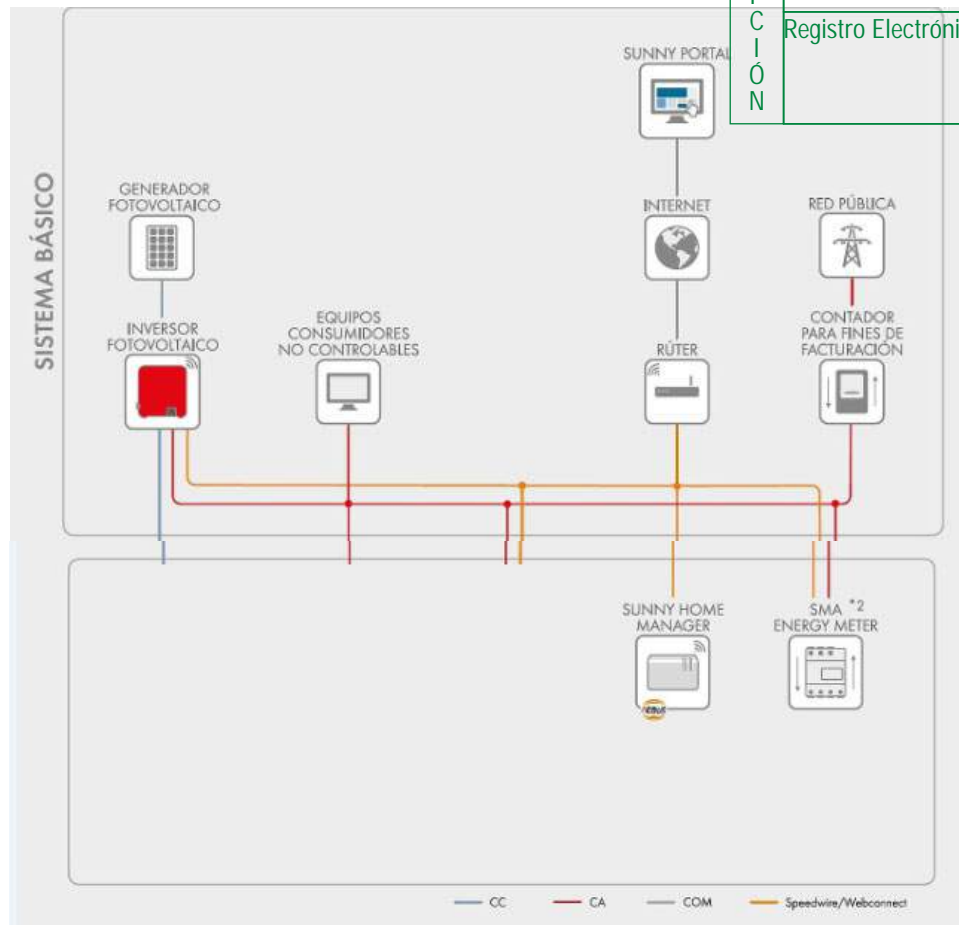 C
I
Ó
N
Registro Electróni
SISTEMA BÁSICO
SUNNY PORTAL
GENERADOR
FOTOVOLTAICO
INTERNET
RED PÚBLICA
INVERSOR
FOTOVOLTAICO
EQUIPOS
CONSUMIDORES
NO CONTROLABLES
RÚTER
CONTADOR
PARA FINES DE
FACTURACIÓN
SUNNY HOME
MANAGER
SMA *2
ENERGY METER
CC
CA
COM
Speedwire/Webconnect